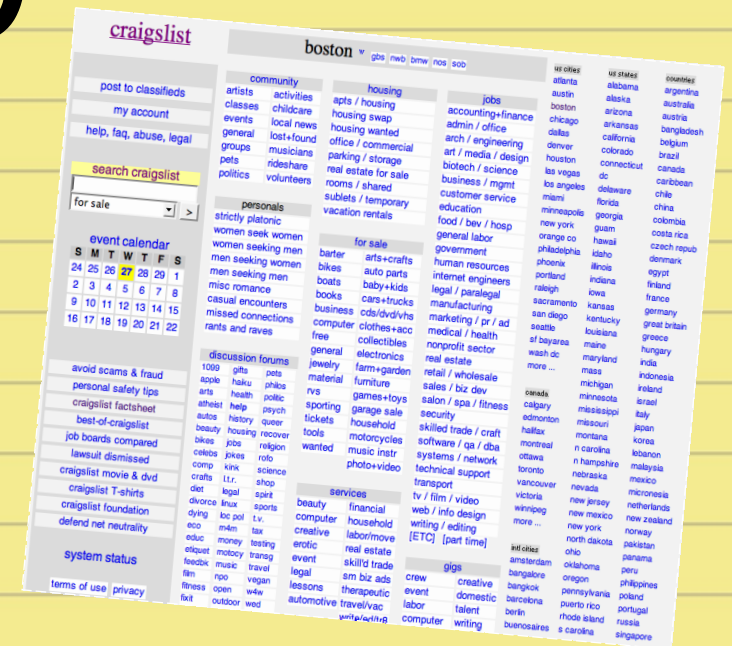 craigslist
post to classifieds
my account
help, faq, abuse, legal
search craigslist
for sale
>
event calendar
S M T W T F S
24 25 26 27 28 29 1
2 3 4 5 6 7 8
9 10 11 12 13 14 15
16 17 18 19 20 21 22
avoid scams & fraud
personal safety tips
craigslist factsheet
best-of-craigslist
job boards compared
lawsuit dismissed
craigslist movie & dvd
craigslist T-shirts
craigslist foundation
defend net neutrality
system status
terms of use privacy
boston w gbs nwb bmw nos sob
community
artists activities
classes childcare
events local news
general lost+found
groups musicians
pets rideshare
politics volunteers
personals
strictly platonic
women seek women
women seeking men
men seeking women
men seeking men
misc romance
casual encounters
missed connections
rants and raves
discussion forums
1099 gifts pets
apple haiku philos
arts health politic
atheist help psych
autos history queer
beauty housing recover
bikes jobs religion
celebs jokes rofo
comp kink science
crafts l.t.r. shop
diet legal spirit
divorce linux sports
dying loc pol t.v.
eco m4m tax
educ money testing
etiquet motocy transg
feedbk music travel
film npo vegan
fitness open w4w
fixit outdoor wed
housing
apts / housing
housing swap
housing wanted
office / commercial
parking / storage
real estate for sale
rooms / shared
sublets / temporary
vacation rentals
for sale
barter arts+crafts
bikes auto parts
boats baby+kids
books cars+trucks
business cds/dvd/vhs
computer clothes+acc
free collectibles
general electronics
jewelry farm+garden
material furniture
rvs games+toys
sporting garage sale
tickets household
tools motorcycles
wanted music instr
photo+video
services
beauty financial
computer household
creative labor/move
erotic real estate
event skill'd trade
legal sm biz ads
lessons therapeutic
automotive travel/vac
write/ed/tr8
jobs
accounting+finance
admin / office
arch / engineering
art / media / design
biotech / science
business / mgmt
customer service
education
food / bev / hosp
general labor
government
human resources
internet engineers
legal / paralegal
manufacturing
marketing / pr / ad
medical / health
nonprofit sector
real estate
retail / wholesale
sales / biz dev
salon / spa / fitness
security
skilled trade / craft
software / qa / dba
systems / network
technical support
transport
tv / film / video
web / info design
writing / editing
[ETC] [part time]
gigs
crew creative
event domestic
labor talent
computer writing
us cities
atlanta
austin
boston
chicago
dallas
denver
houston
las vegas
los angeles
miami
minneapolis
new york
orange co
philadelphia
phoenix
portland
raleigh
sacramento
san diego
seattle
sf bayarea
wash dc
more ...
canada
calgary
edmonton
halifax
montreal
ottawa
toronto
vancouver
victoria
winnipeg
more ...
intl cities
amsterdam
bangalore
bangkok
barcelona
berlin
buenosaires
us states
alabama
alaska
arizona
arkansas
california
colorado
connecticut
dc
delaware
florida
georgia
guam
hawaii
idaho
illinois
indiana
iowa
kansas
kentucky
louisiana
maine
maryland
mass
michigan
minnesota
mississippi
missouri
montana
n carolina
n hampshire
nebraska
nevada
new jersey
new mexico
new york
north dakota
ohio
oklahoma
oregon
pennsylvania
puerto rico
rhode island
s carolina
countries
argentina
australia
austria
bangladesh
belgium
brazil
canada
caribbean
chile
china
colombia
costa rica
czech repub
denmark
egypt
finland
france
germany
great britain
greece
hungary
india
indonesia
ireland
israel
italy
japan
korea
lebanon
malaysia
mexico
micronesia
netherlands
new zealand
norway
pakistan
panama
peru
philippines
poland
portugal
russia
singapore